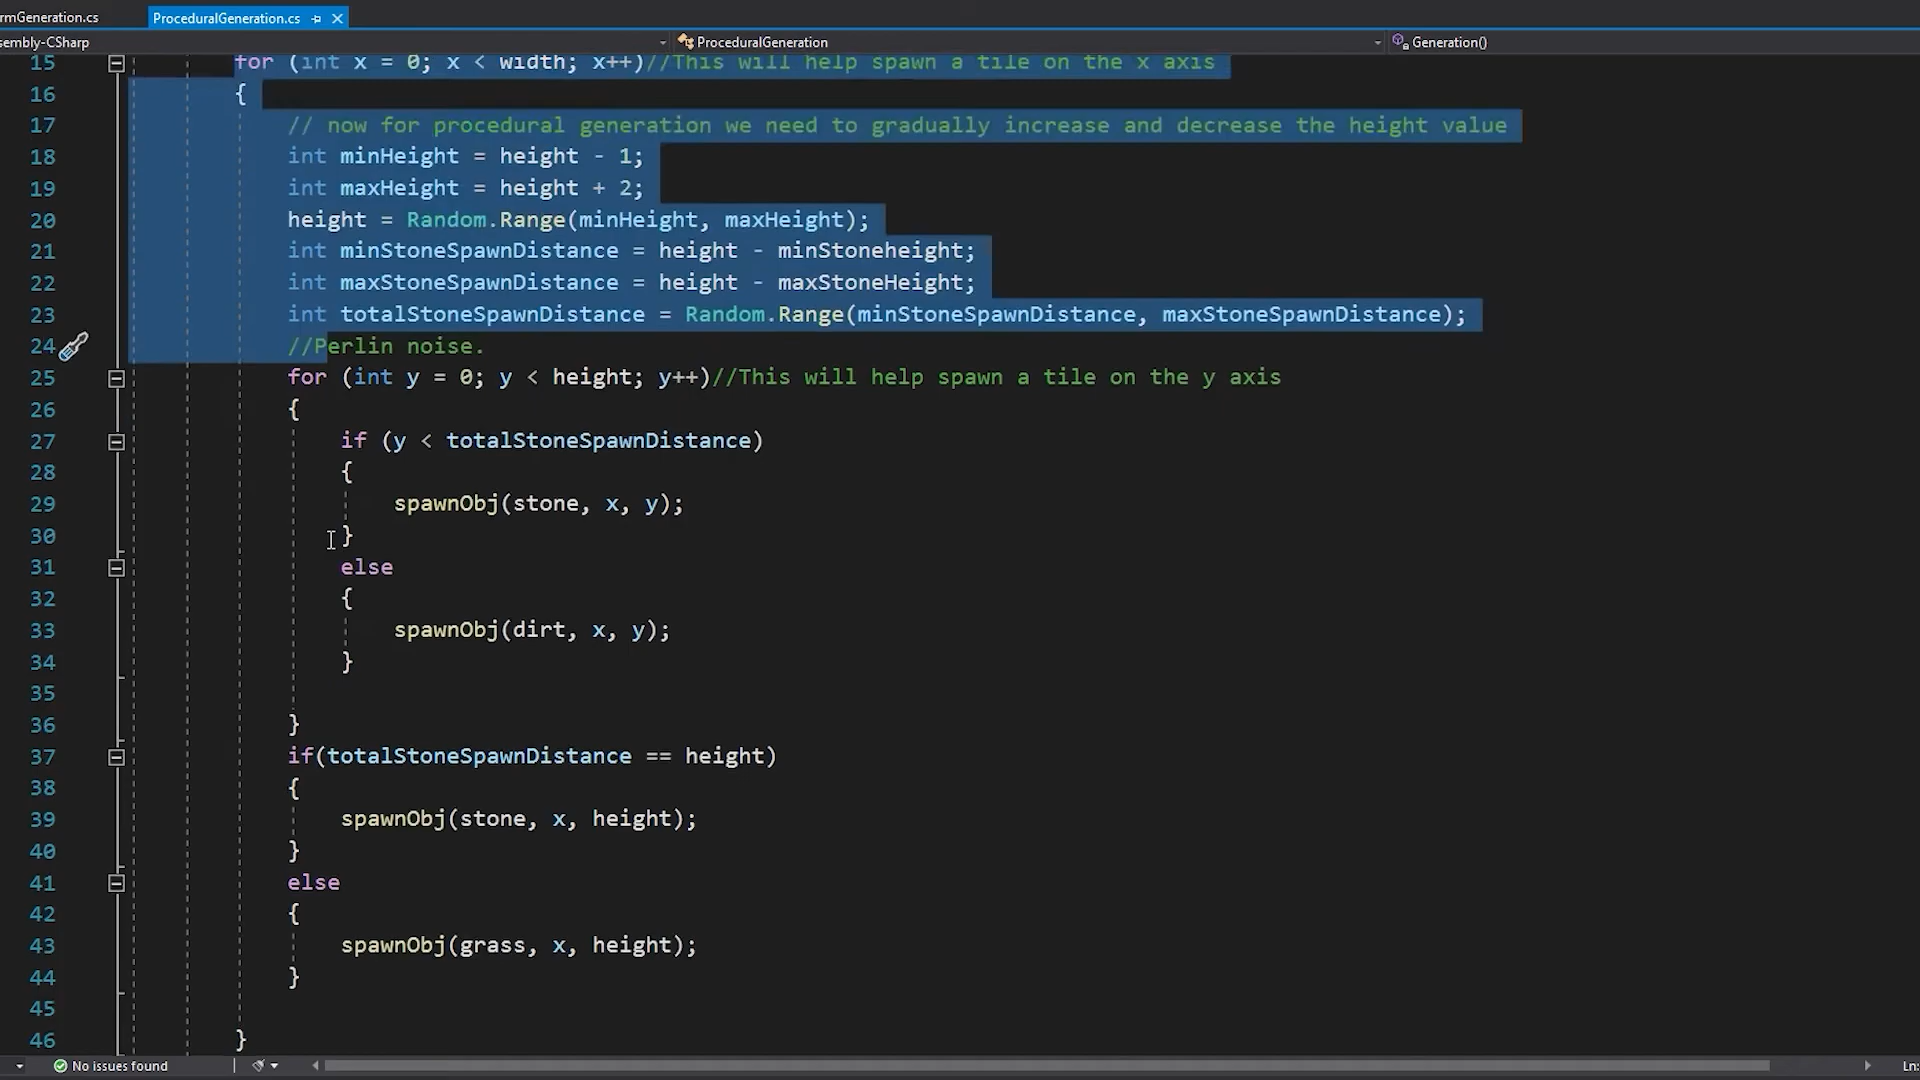 rmGeneration.cs
ProceduralGeneration.cs
sembly-CSharp
ProceduralGeneration
Generation()
15 for (int x = 0; x < width; x++)//This will help spawn a tile on the x axis
16 {
17 // now for procedural generation we need to gradually increase and decrease the height value
18 int minHeight = height - 1;
19 int maxHeight = height + 2;
20 height = Random.Range(minHeight, maxHeight);
21 int minStoneSpawnDistance = height - minStoneheight;
22 int maxStoneSpawnDistance = height - maxStoneHeight;
23 int totalStoneSpawnDistance = Random.Range(minStoneSpawnDistance, maxStoneSpawnDistance);
24 //Perlin noise.
25 for (int y = 0; y < height; y++)//This will help spawn a tile on the y axis
26 {
27 if (y < totalStoneSpawnDistance)
28 {
29 spawnObj(stone, x, y);
30 }
31 else
32 {
33 spawnObj(dirt, x, y);
34 }
35
36 }
37 if(totalStoneSpawnDistance == height)
38 {
39 spawnObj(stone, x, height);
40 }
41 else
42 {
43 spawnObj(grass, x, height);
44 }
45
46 }
No issues found
Ln: